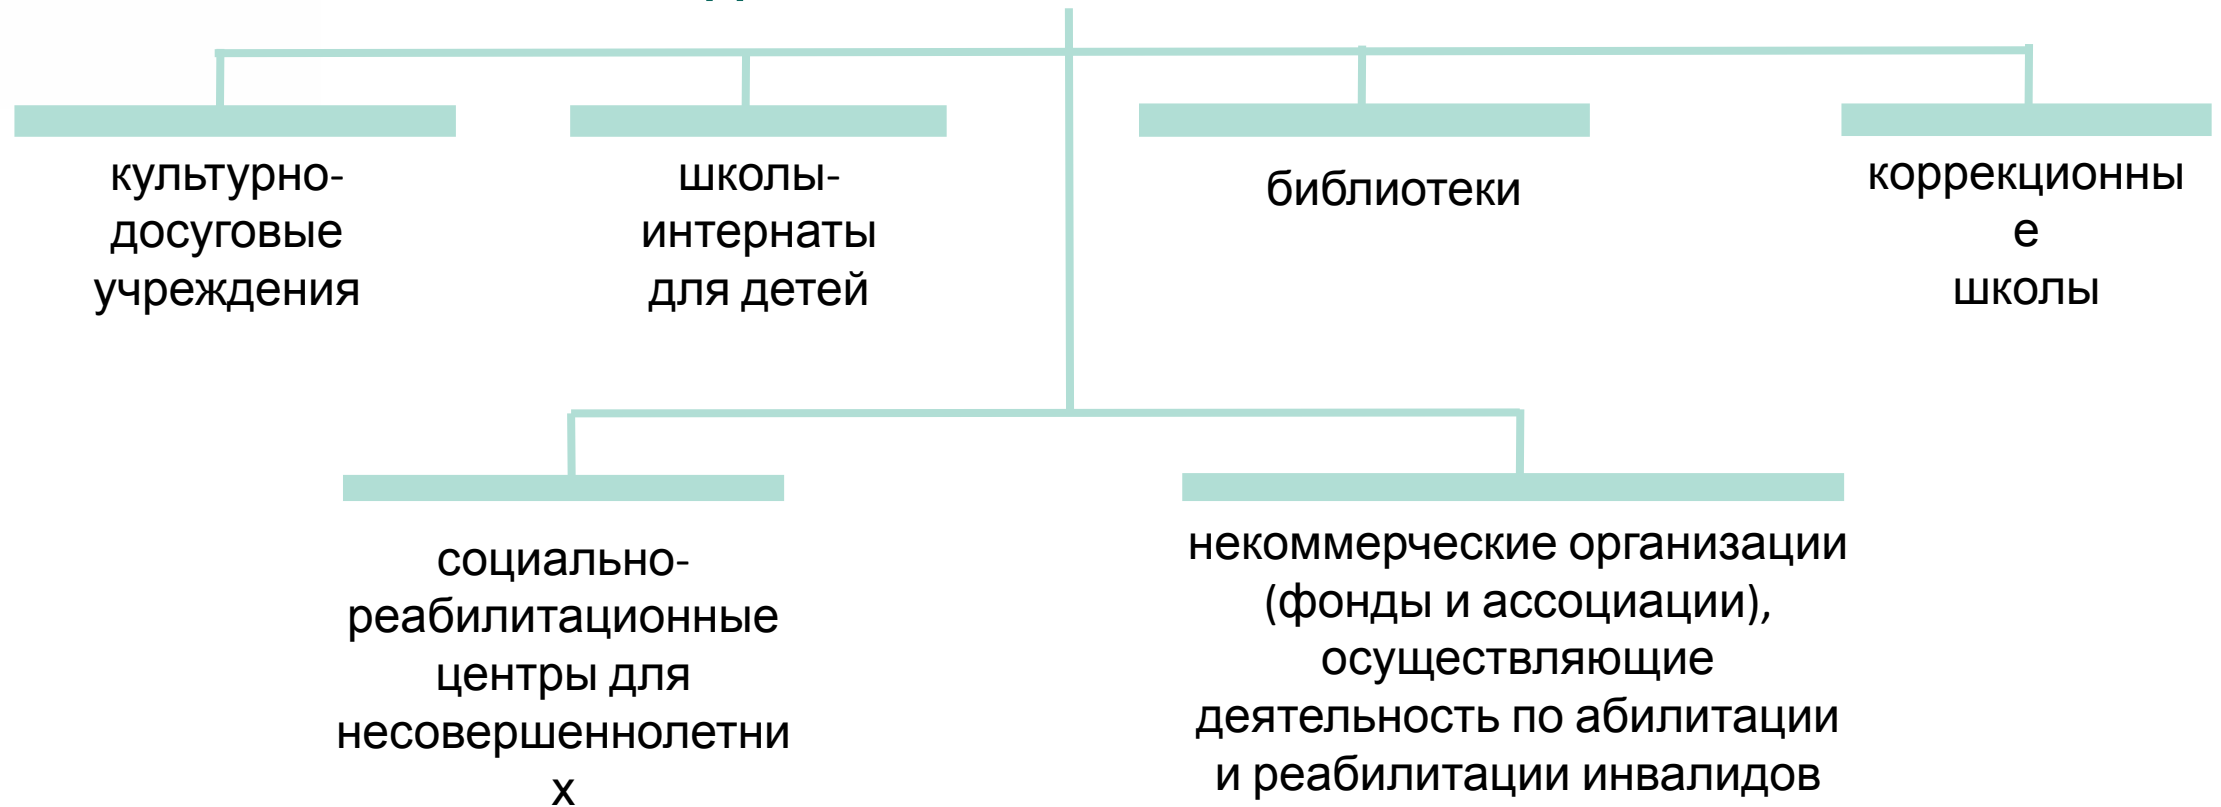 культурно-
досуговые
учреждения
школы-
интернаты
для детей
библиотеки
коррекционны
е
школы
социально-
реабилитационные
центры для
несовершеннолетни
х
некоммерческие организации
(фонды и ассоциации),
осуществляющие
деятельность по абилитации
и реабилитации инвалидов